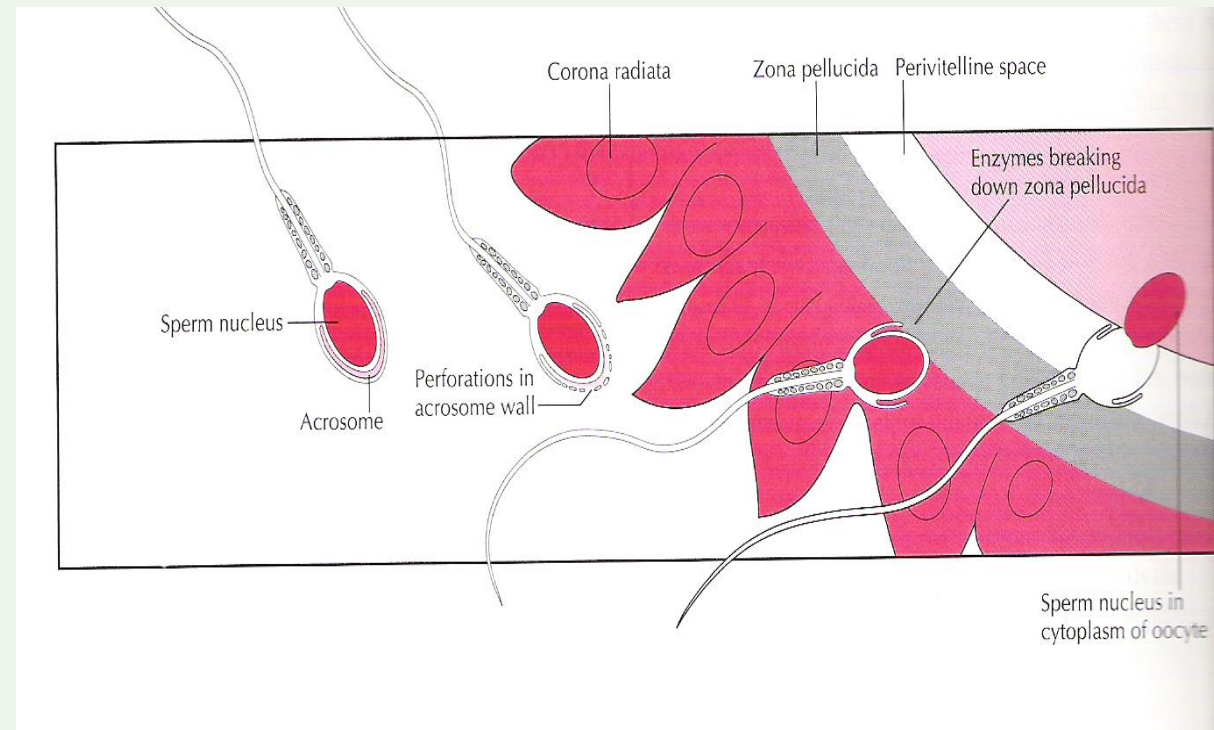 Corona radiata
Zona pellucida
Perivitelline space
Enzymes breaking
down zona pellucida
Sperm nucleus
Perforations in
acrosome wall
Acrosome
Sperm nucleus in
cytoplasm of oocyte